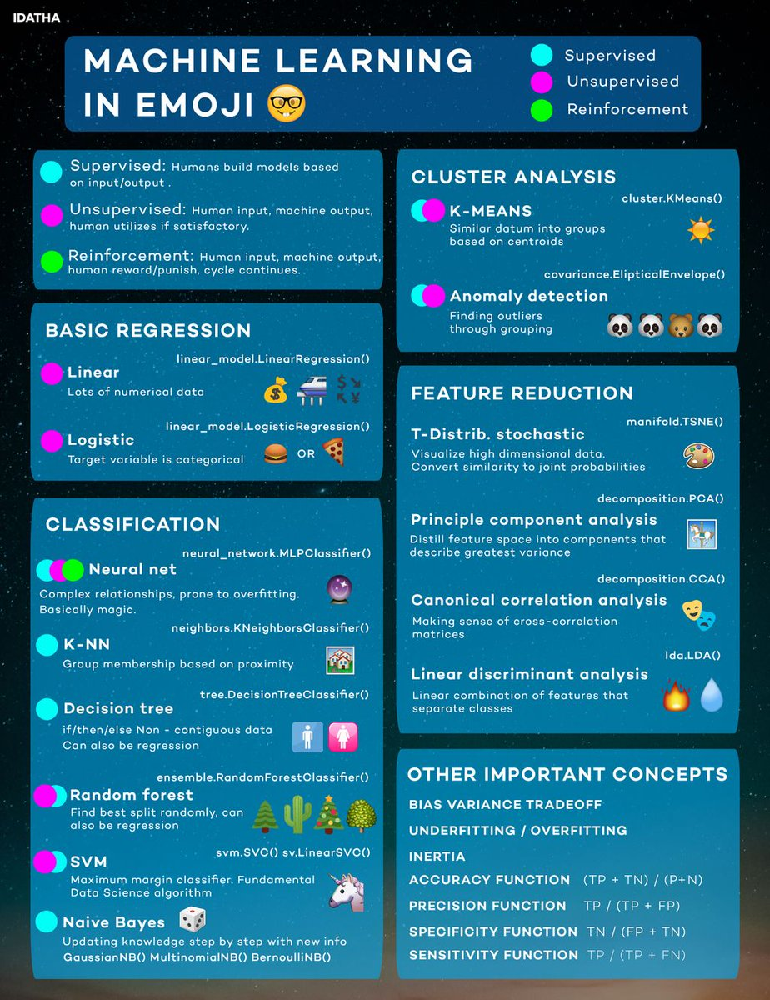 IDATHA
MACHINE LEARNING
IN EMOJI
Supervised
Unsupervised
Reinforcement
Supervised: Humans build models based
on input/output .
Unsupervised: Human input, machine output,
human utilizes if satisfactory.
Reinforcement: Human input, machine output,
human reward/punish, cycle continues.
BASIC REGRESSION
linear_model.LinearRegression()
Linear
Lots of numerical data
linear_model.LogisticRegression()
Logistic
Target variable is categorical
OR
CLASSIFICATION
neural_network.MLPClassifier()
Neural net
Complex relationships, prone to overfitting.
Basically magic.
neighbors.KNeighborsClassifier()
K-NN
Group membership based on proximity
tree.DecisionTreeClassifier()
Decision tree
if/then/else Non - contiguous data
Can also be regression
ensemble.RandomForestClassifier()
Random forest
Find best split randomly, can
also be regression
svm.SVC() sv,LinearSVC()
SVM
Maximum margin classifier. Fundamental
Data Science algorithm
Naive Bayes
Updating knowledge step by step with new info
GaussianNB() MultinomialNB() BernoulliNB()
CLUSTER ANALYSIS
cluster.KMeans()
K-MEANS
Similar datum into groups
based on centroids
covariance.ElipticalEnvelope()
Anomaly detection
Finding outliers
through grouping
FEATURE REDUCTION
manifold.TSNE()
T-Distrib. stochastic
Visualize high dimensional data.
Convert similarity to joint probabilities
decomposition.PCA()
Principle component analysis
Distill feature space into components that
describe greatest variance
decomposition.CCA()
Canonical correlation analysis
Making sense of cross-correlation
matrices
lda.LDA()
Linear discriminant analysis
Linear combination of features that
separate classes
OTHER IMPORTANT CONCEPTS
BIAS VARIANCE TRADEOFF
UNDERFITTING / OVERFITTING
INERTIA
ACCURACY FUNCTION (TP + TN) / (P+N)
PRECISION FUNCTION TP / (TP + FP)
SPECIFICITY FUNCTION TN / (FP + TN)
SENSITIVITY FUNCTION TP / (TP + FN)